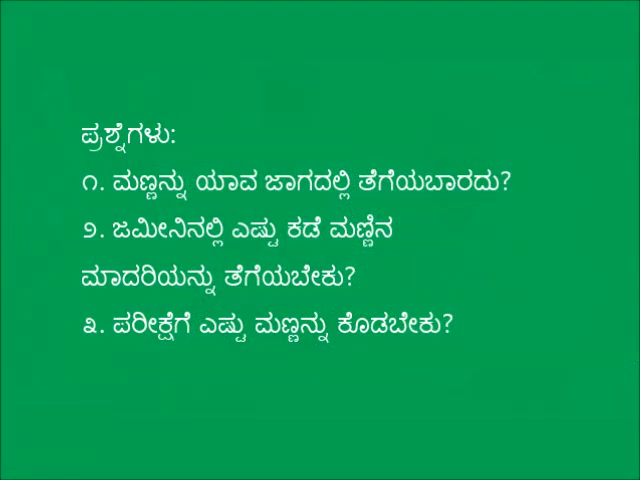 ಪ್ರಶ್ನೆಗಳು:
೧. ಮಣ್ಣನ್ನು ಯಾವ ಜಾಗದಲ್ಲಿ ತೆಗೆಯಬಾರದು?
೨. ಜಮೀನಿನಲ್ಲಿ ಎಷ್ಟು ಕಡೆ ಮಣ್ಣಿನ
ಮಾದರಿಯನ್ನು ತೆಗೆಯಬೇಕು?
೩. ಪರೀಕ್ಷೆಗೆ ಎಷ್ಟು ಮಣ್ಣನ್ನು ಕೊಡಬೇಕು?